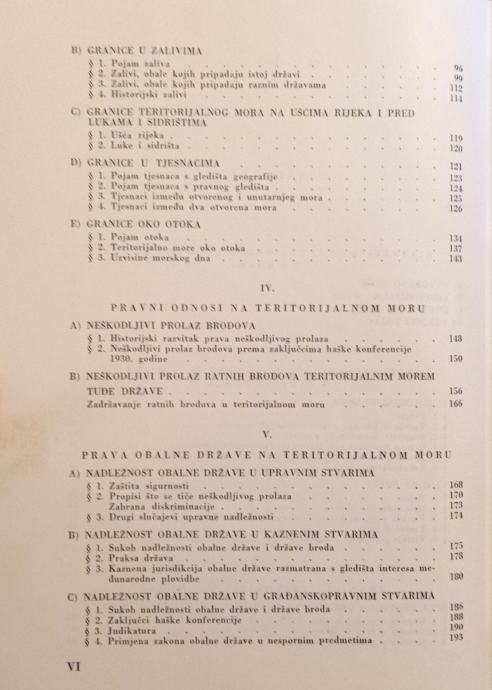 B) GRANICE U ZALIVIMA
§ 1. Pojam zaliva . . . . . . . . . . . . 96
§ 2. Zalivi, obale kojih pripadaju istoj državi . . . . . . 99
§ 3. Zalivi, obale kojih pripadaju raznim državama . . . . . 112
§ 4. Historijski zalivi . . . . . . . . . . . 114
C) GRANICE TERITORIJALNOG MORA NA UŠĆIMA RIJEKA I PRED
LUKAMA I SIDRIŠTIMA
§ 1. Ušća rijeka . . . . . . . . . . . . 119
§ 2. Luke i sidrišta . . . . . . . . . . . 120
D) GRANICE U TJESNACIMA . . . . . . . . . 121
§ 1. Pojam tjesnaca s gledišta geografije . . . . . . . 123
§ 2. Pojam tjesnaca s pravnog gledišta . . . . . . . 124
§ 3. Tjesnaci između otvorenog i unutarnjeg mora . . . . . 125
§ 4. Tjesnaci između dva otvorena mora . . . . . . . 126
E) GRANICE OKO OTOKA
§ 1. Pojam otoka . . . . . . . . . . . . 134
§ 2. Teritorijalno more oko otoka . . . . . . . . 137
§ 3. Uzvisine morskog dna . . . . . . . . . . 143
IV.
PRAVNI ODNOSI NA TERITORIJALNOM MORU
A) NEŠKODLJIVI PROLAZ BRODOVA
§ 1. Historijski razvitak prava neškodljivog prolaza . . . . . 148
§ 2. Neškodljivi prolaz brodova prema zaključcima haške konferencije
1930. godine . . . . . . . . . . . 150
B) NEŠKODLJIVI PROLAZ RATNIH BRODOVA TERITORIJALNIM MOREM
TUĐE DRŽAVE . . . . . . . . . . . . 156
Zadržavanje ratnih brodova u teritorijalnom moru . . . . . 166
V.
PRAVA OBALNE DRŽAVE NA TERITORIJALNOM MORU
A) NADLEŽNOST OBALNE DRŽAVE U UPRAVNIM STVARIMA
§ 1. Zaštita sigurnosti . . . . . . . . . . . 168
§ 2. Propisi što se tiče neškodljivog prolaza . . . . . . 170
Zabrana diskriminacije . . . . . . . . . . 173
§ 3. Drugi slučajevi upravne nadležnosti . . . . . . . 174
B) NADLEŽNOST OBALNE DRŽAVE U KAZNENIM STVARIMA
§ 1. Sukob nadležnosti obalne države i države broda . . . . . 175
§ 2. Praksa država . . . . . . . . . . . . 178
§ 3. Kaznena jurisdikcija obalne države razmatrana s gledišta interesa me-
đunarodne plovidbe . . . . . . . . . . 180
C) NADLEŽNOST OBALNE DRŽAVE U GRAĐANSKOPRAVNIM STVARIMA
§ 1. Sukob nadležnosti obalne države i države broda . . . . . 186
§ 2. Zaključci haške konferencije . . . . . . . . 188
§ 3. Judikatura . . . . . . . . . . . . 190
§ 4. Primjena zakona obalne države u nespornim predmetima . . . 193
VI